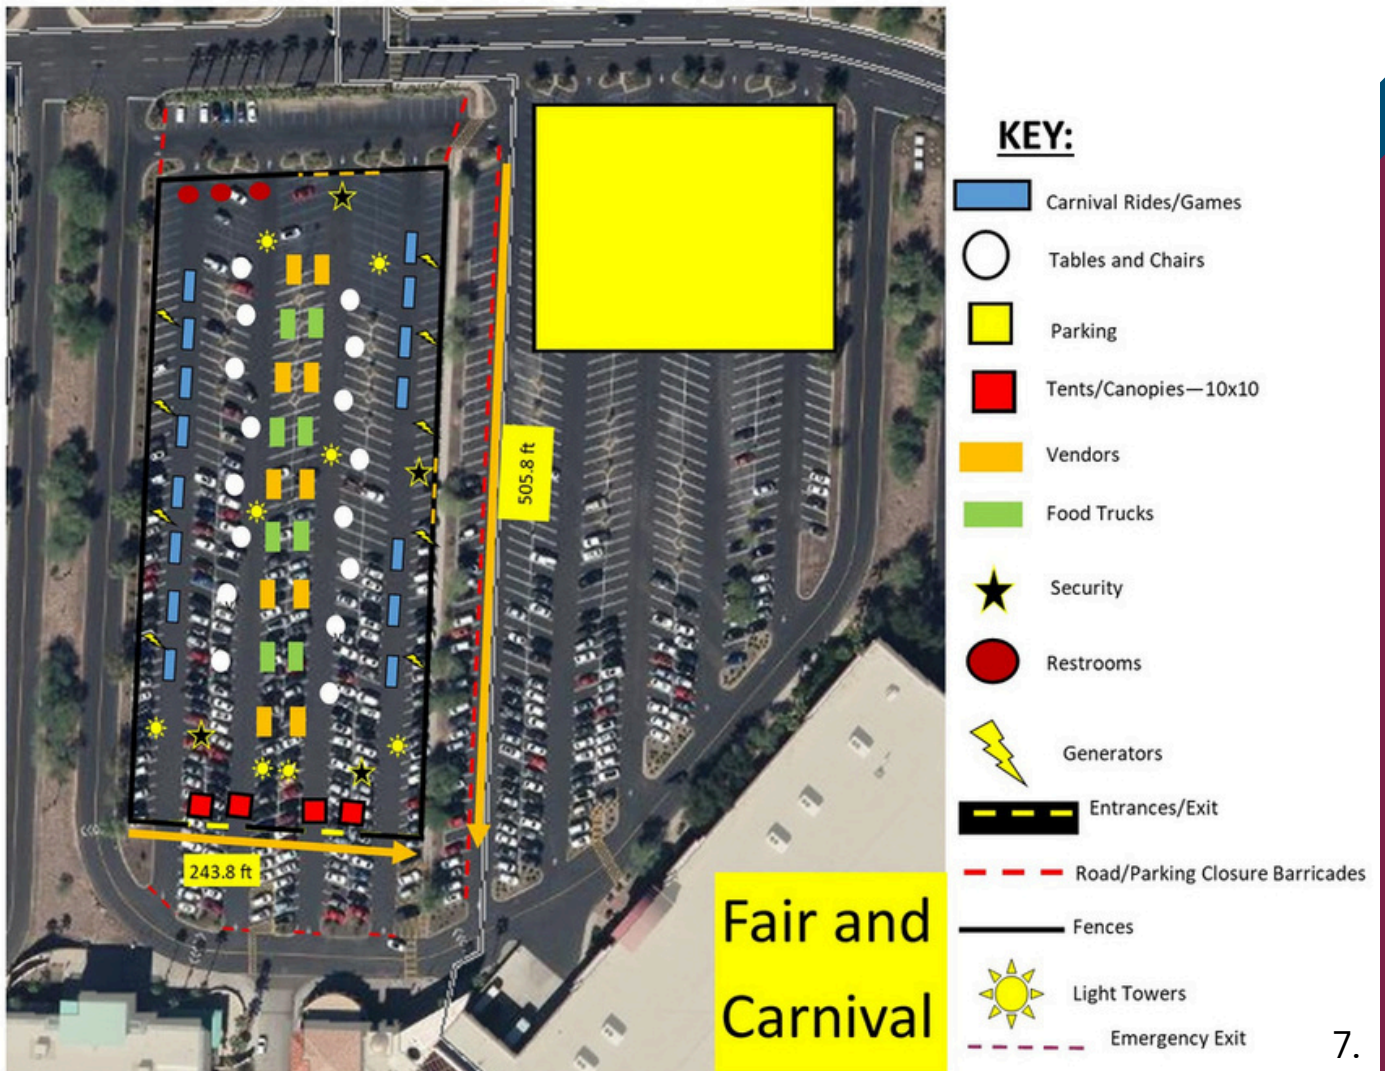 KEY:
Carnival Rides/Games
Tables and Chairs
Parking
Tents/Canopies—10x10
Vendors
Food Trucks
Security
Restrooms
Generators
Entrances/Exit
Road/Parking Closure Barricades
Fences
Light Towers
Emergency Exit
505.8 ft
243.8 ft
Fair and
Carnival
7.